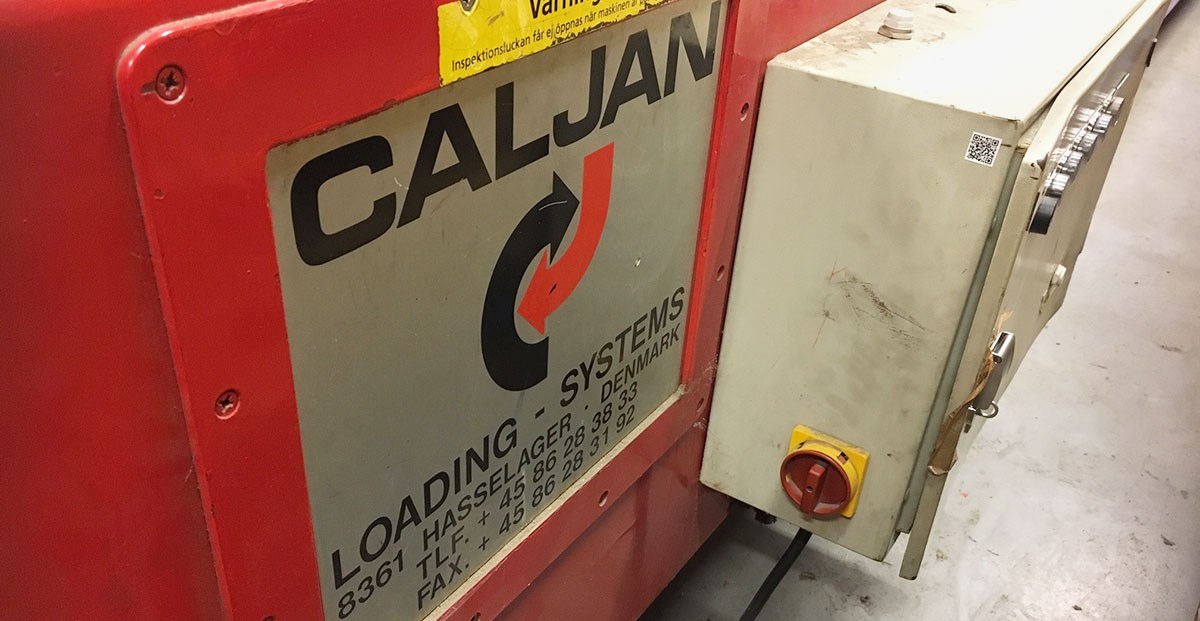 Varning
Inspektionsluckan får ej öppnas när maskinen är
CALJAN
LOADING - SYSTEMS
8361 HASSELAGER . DENMARK
TLF. + 45 86 28 38 33
FAX. + 45 86 28 31 92